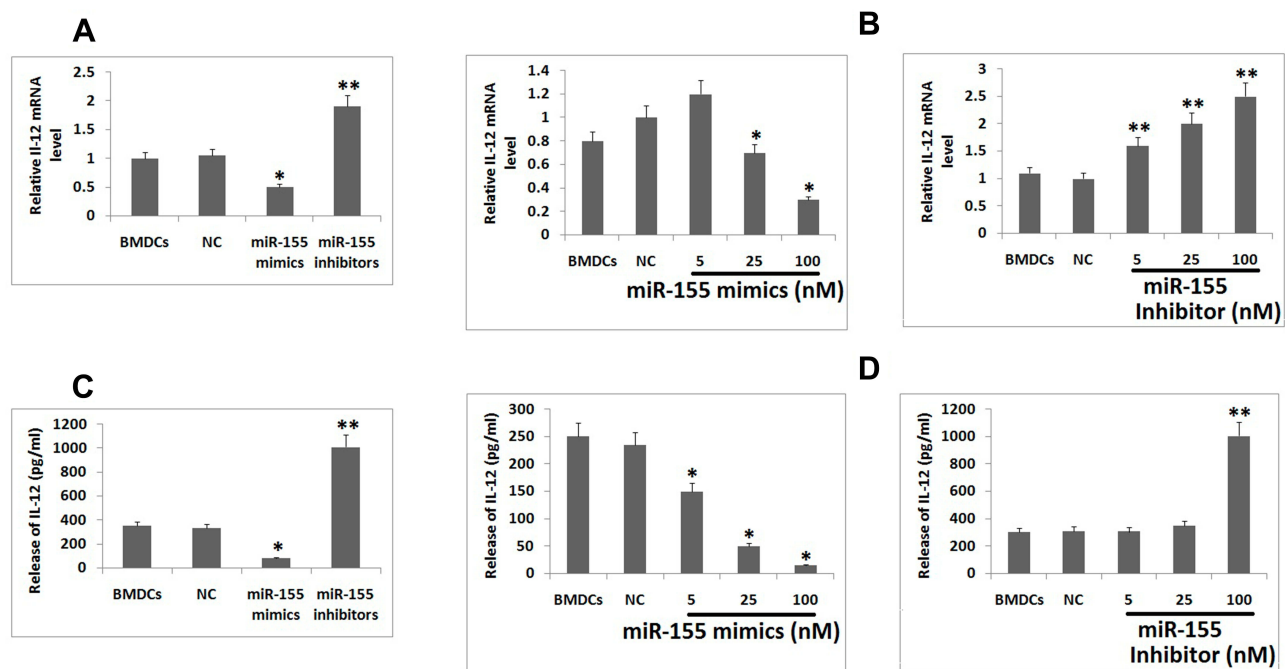 A
B
Relative Il-12 mRNA
level
2.5
2
1.5
1
0.5
0
*
**
BMDCs
NC
miR-155
mimics
miR-155
inhibitors
Relative IL-12 mRNA
level
1.4
1.2
1
0.8
0.6
0.4
0.2
0
*
*
BMDCs
NC
5
25
100
miR-155 mimics (nM)
Relative IL-12 mRNA
level
3
2.5
2
1.5
1
0.5
0
**
**
**
BMDCs
NC
5
25
100
miR-155
Inhibitor (nM)
C
D
Release of IL-12 (pg/ml)
1200
1000
800
600
400
200
0
*
**
BMDCs
NC
miR-155
mimics
miR-155
inhibitors
Release of IL-12 (pg/ml)
300
250
200
150
100
50
0
*
*
*
BMDCs
NC
5
25
100
miR-155 mimics (nM)
Release of IL-12 (pg/ml)
1200
1000
800
600
400
200
0
**
BMDCs
NC
5
25
100
miR-155
Inhibitor (nM)